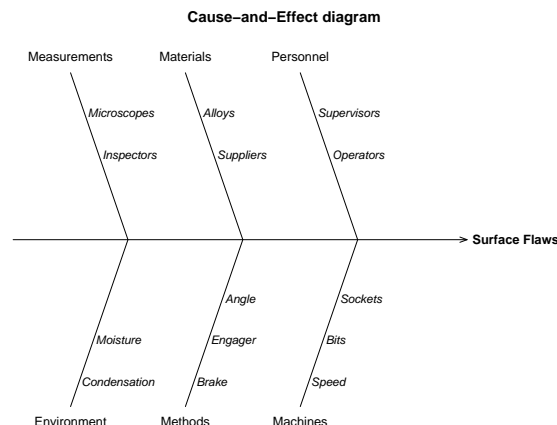 Cause−and−Effect diagram
Measurements
Materials
Personnel
Microscopes
Alloys
Supervisors
Inspectors
Suppliers
Operators
Surface Flaws
Angle
Sockets
Moisture
Engager
Bits
Condensation
Brake
Speed
Environment
Methods
Machines